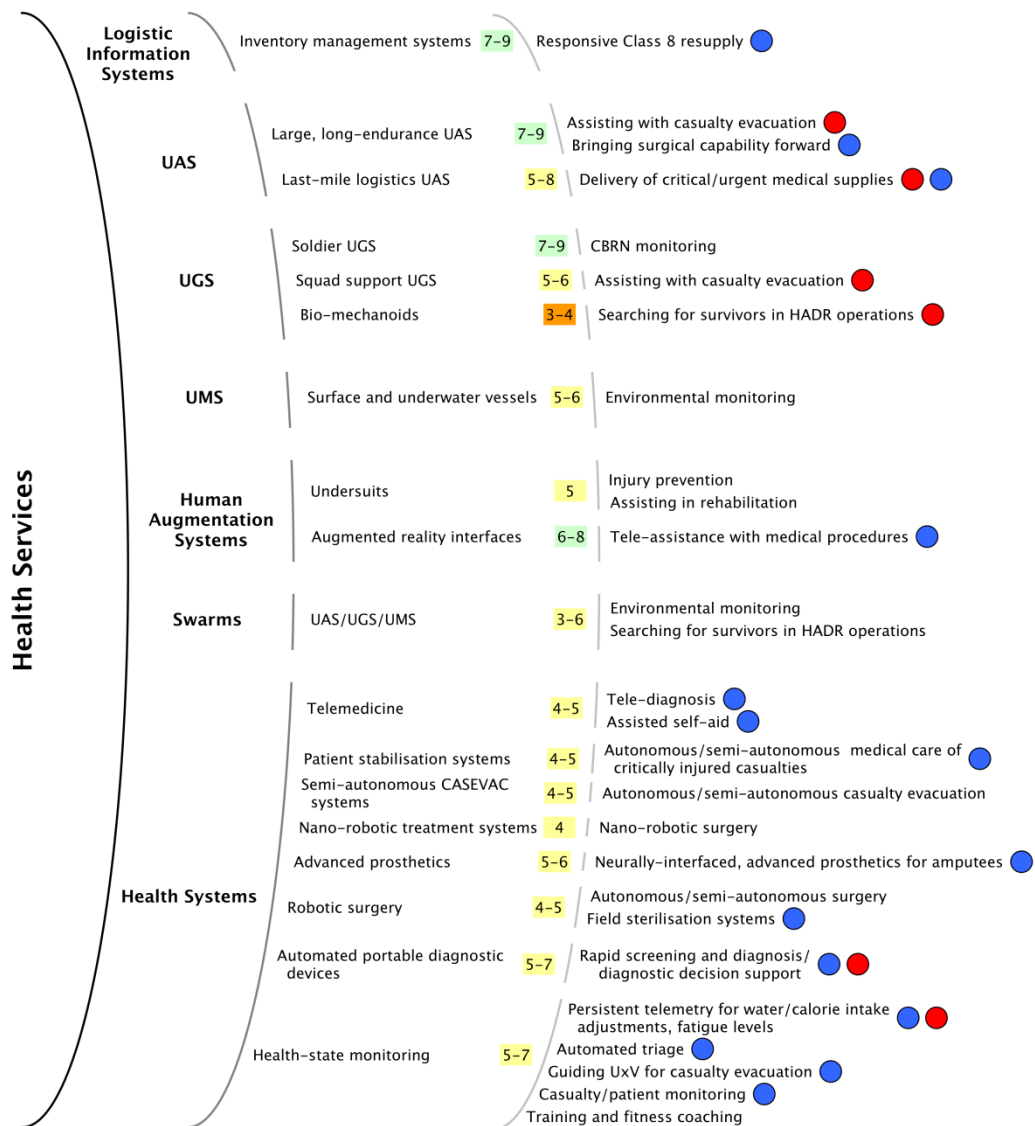 Health Services
Logistic
Information
Systems
Inventory management systems 7–9 Responsive Class 8 resupply
UAS
Large, long-endurance UAS 7–9 Assisting with casualty evacuation
Bringing surgical capability forward
Last-mile logistics UAS 5–8 Delivery of critical/urgent medical supplies
UGS
Soldier UGS 7–9 CBRN monitoring
Squad support UGS 5–6 Assisting with casualty evacuation
Bio-mechanoids 3–4 Searching for survivors in HADR operations
UMS
Surface and underwater vessels 5–6 Environmental monitoring
Human
Augmentation
Systems
Undersuits 5 Injury prevention
Assisting in rehabilitation
Augmented reality interfaces 6–8 Tele-assistance with medical procedures
Swarms
UAS/UGS/UMS 3–6 Environmental monitoring
Searching for survivors in HADR operations
Health Systems
Telemedicine 4–5 Tele-diagnosis
Assisted self-aid
Patient stabilisation systems 4–5 Autonomous/semi-autonomous medical care of
critically injured casualties
Semi-autonomous CASEVAC
systems 4–5 Autonomous/semi-autonomous casualty evacuation
Nano-robotic treatment systems 4 Nano-robotic surgery
Advanced prosthetics 5–6 Neurally-interfaced, advanced prosthetics for amputees
Robotic surgery 4–5 Autonomous/semi-autonomous surgery
Field sterilisation systems
Automated portable diagnostic
devices 5–7 Rapid screening and diagnosis/
diagnostic decision support
Health-state monitoring 5–7 Persistent telemetry for water/calorie intake
adjustments, fatigue levels
Automated triage
Guiding UxV for casualty evacuation
Casualty/patient monitoring
Training and fitness coaching